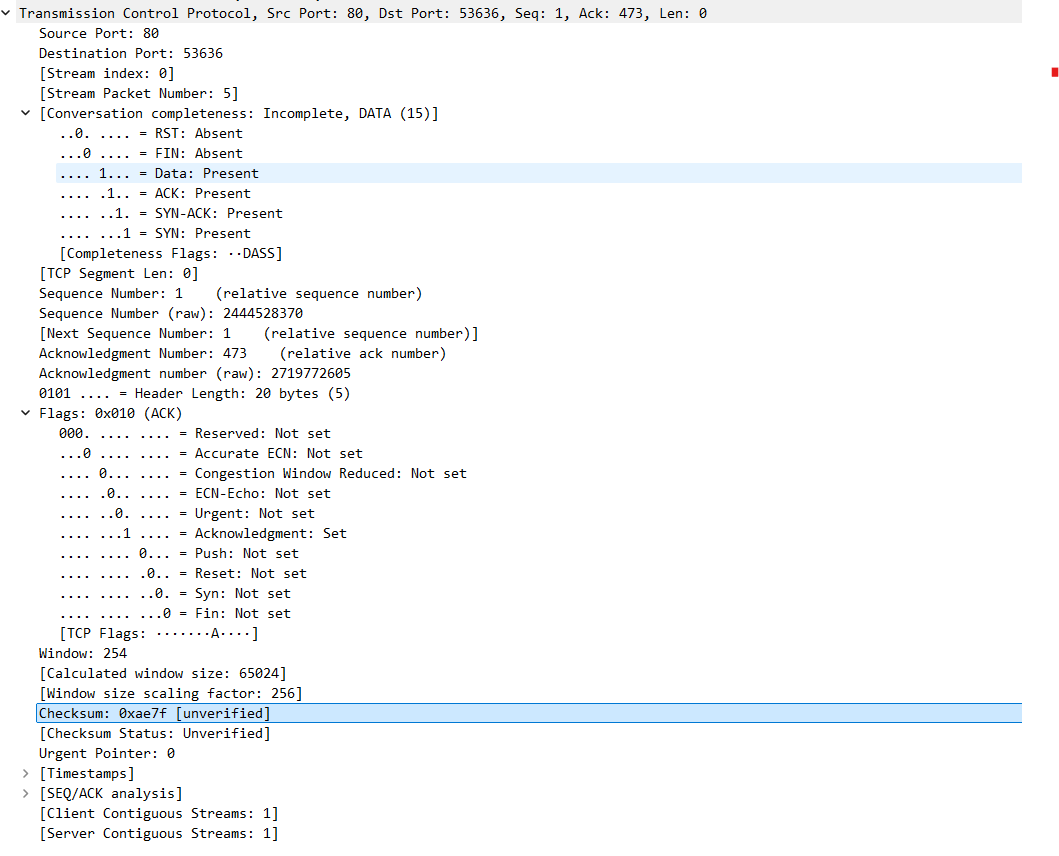 Transmission Control Protocol, Src Port: 80, Dst Port: 53636, Seq: 1, Ack: 473, Len: 0
Source Port: 80
Destination Port: 53636
[Stream index: 0]
[Stream Packet Number: 5]
[Conversation completeness: Incomplete, DATA (15)]
..0. .... = RST: Absent
...0 .... = FIN: Absent
.... 1... = Data: Present
.... .1.. = ACK: Present
.... ..1. = SYN-ACK: Present
.... ...1 = SYN: Present
[Completeness Flags: ··DASS]
[TCP Segment Len: 0]
Sequence Number: 1    (relative sequence number)
Sequence Number (raw): 2444528370
[Next Sequence Number: 1    (relative sequence number)]
Acknowledgment Number: 473    (relative ack number)
Acknowledgment number (raw): 2719772605
0101 .... = Header Length: 20 bytes (5)
Flags: 0x010 (ACK)
000. .... .... = Reserved: Not set
...0 .... .... = Accurate ECN: Not set
.... 0... .... = Congestion Window Reduced: Not set
.... .0.. .... = ECN-Echo: Not set
.... ..0. .... = Urgent: Not set
.... ...1 .... = Acknowledgment: Set
.... .... 0... = Push: Not set
.... .... .0.. = Reset: Not set
.... .... ..0. = Syn: Not set
.... .... ...0 = Fin: Not set
[TCP Flags: ·······A····]
Window: 254
[Calculated window size: 65024]
[Window size scaling factor: 256]
Checksum: 0xae7f [unverified]
[Checksum Status: Unverified]
Urgent Pointer: 0
[Timestamps]
[SEQ/ACK analysis]
[Client Contiguous Streams: 1]
[Server Contiguous Streams: 1]